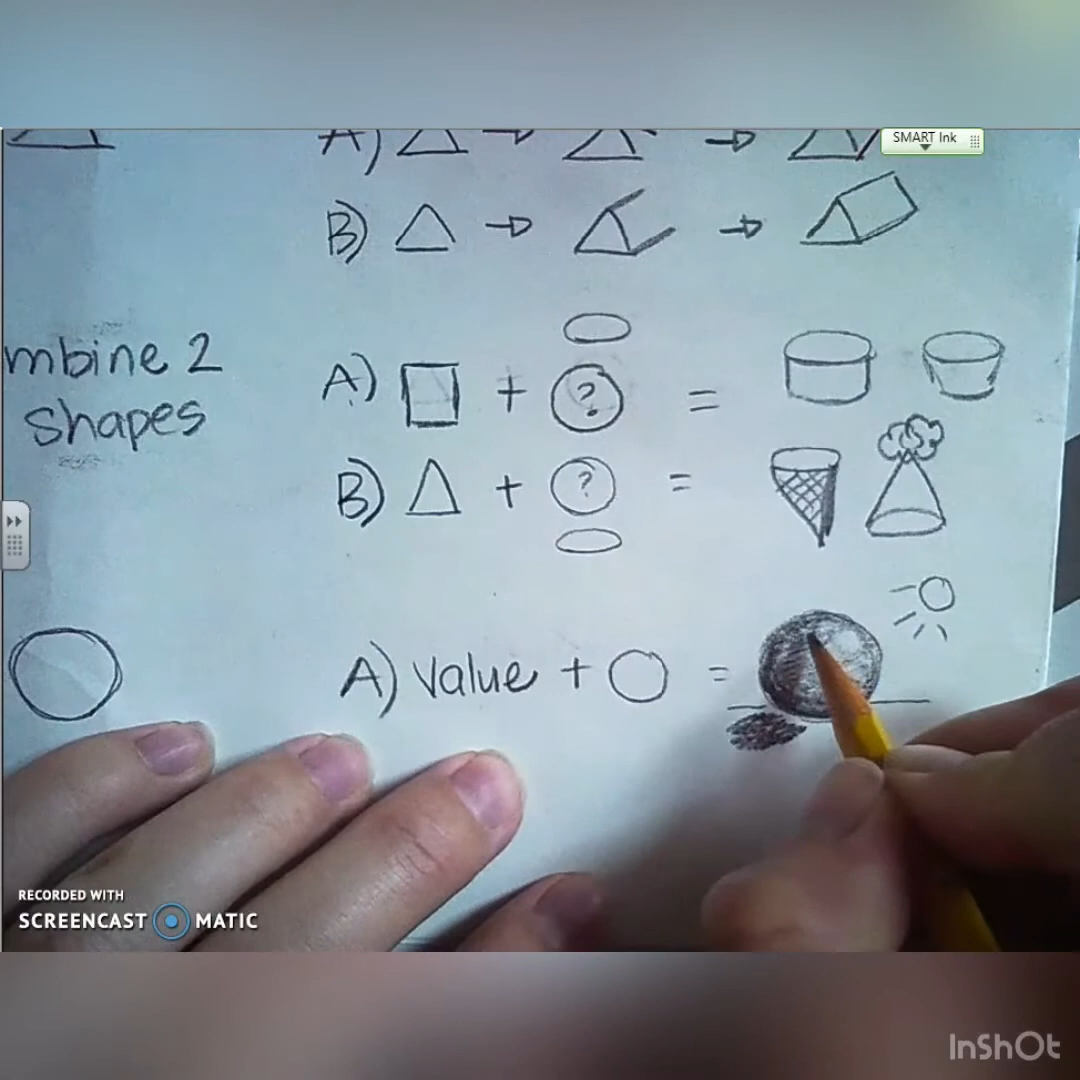 A)
SMART Ink
B)
mbine 2
shapes
A) + ? =
B) + ? =
A) Value + =
RECORDED WITH
SCREENCAST MATIC
InShOt